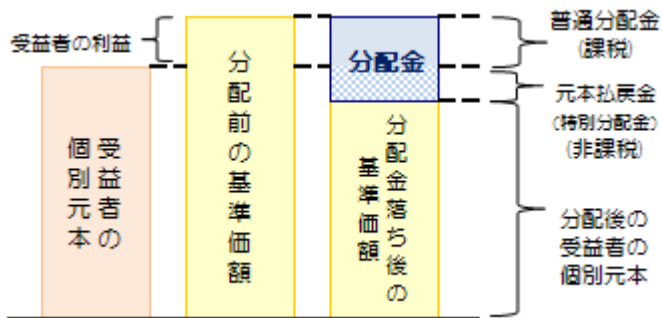 受益者の利益
受益者の
個別元本
分配前の基準価額
分配金
分配金落ち後の
基準価額
普通分配金
(課税)
元本払戻金
(特別分配金)
(非課税)
分配後の
受益者の
個別元本